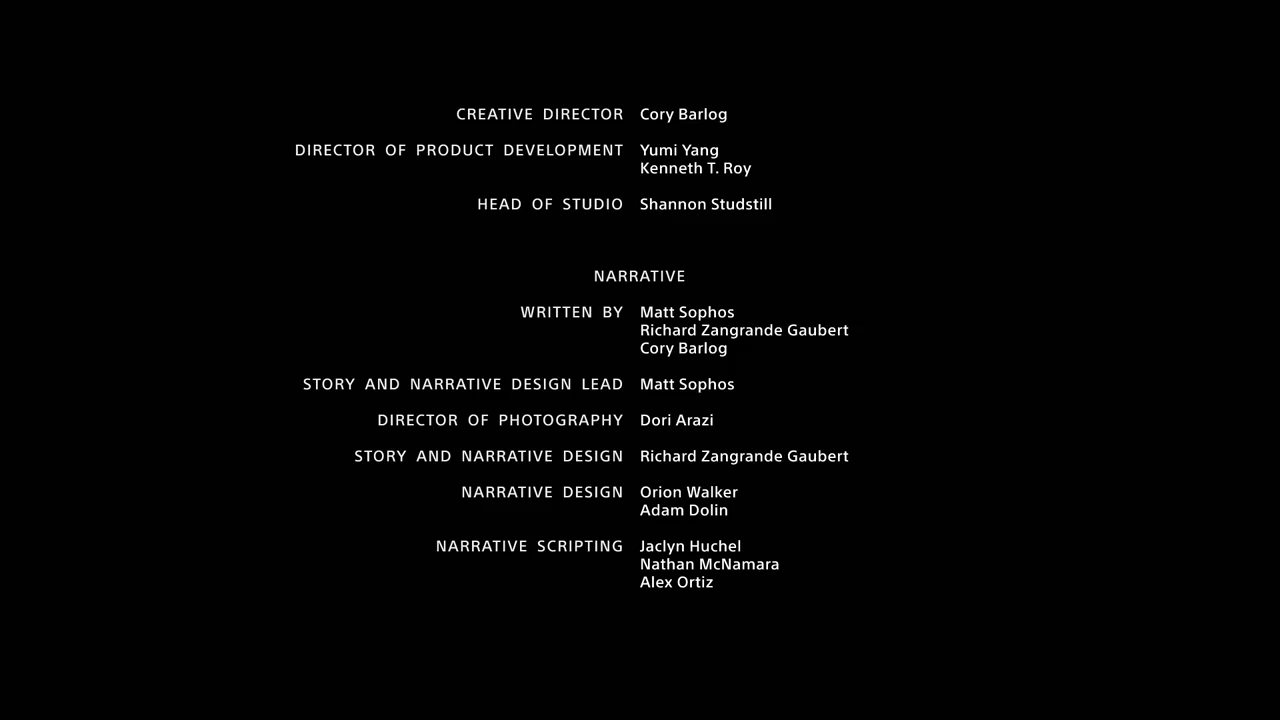 CREATIVE DIRECTOR Cory Barlog
DIRECTOR OF PRODUCT DEVELOPMENT Yumi Yang
Kenneth T. Roy
HEAD OF STUDIO Shannon Studstill
NARRATIVE
WRITTEN BY Matt Sophos
Richard Zangrande Gaubert
Cory Barlog
STORY AND NARRATIVE DESIGN LEAD Matt Sophos
DIRECTOR OF PHOTOGRAPHY Dori Arazi
STORY AND NARRATIVE DESIGN Richard Zangrande Gaubert
NARRATIVE DESIGN Orion Walker
Adam Dolin
NARRATIVE SCRIPTING Jaclyn Huchel
Nathan McNamara
Alex Ortiz